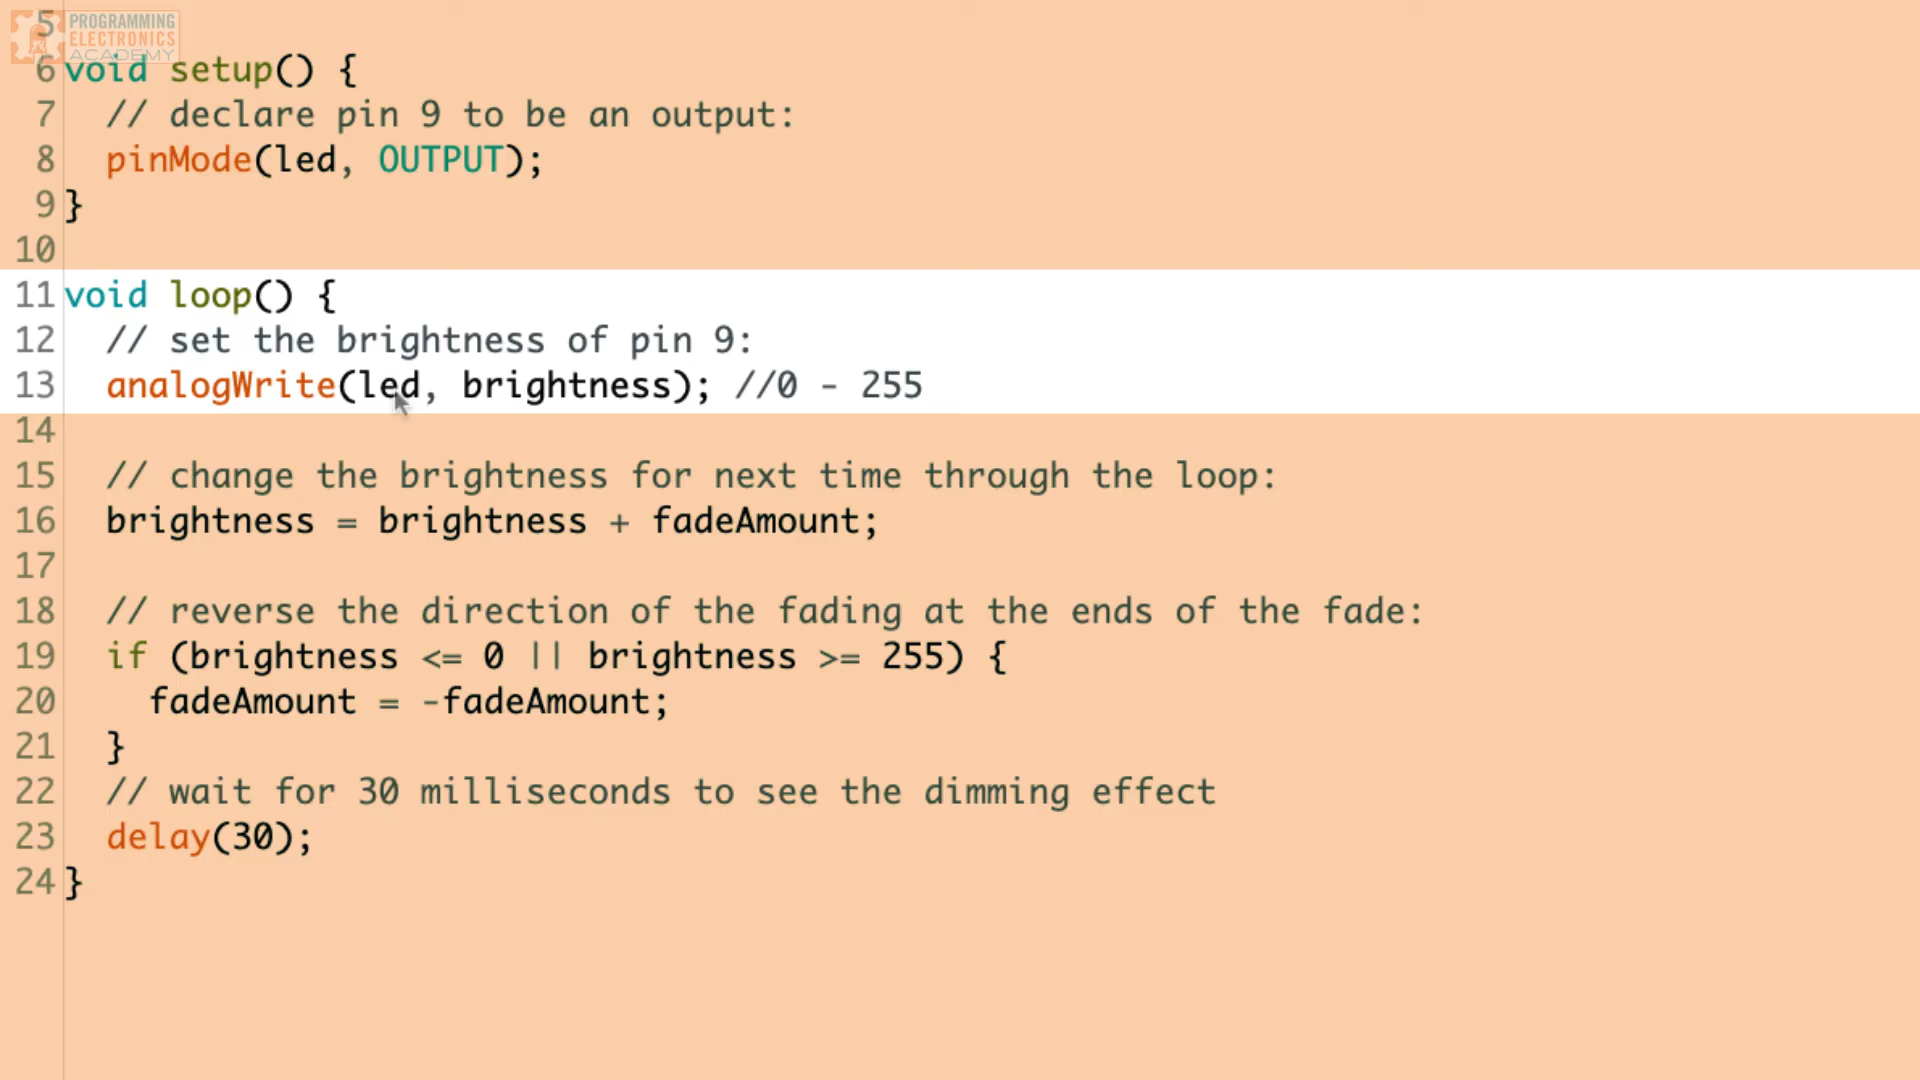 PROGRAMMING
ELECTRONICS
ACADEMY
5
6 void setup() {
7 // declare pin 9 to be an output:
8 pinMode(led, OUTPUT);
9 }
10
11 void loop() {
12 // set the brightness of pin 9:
13 analogWrite(led, brightness); //0 - 255
14
15 // change the brightness for next time through the loop:
16 brightness = brightness + fadeAmount;
17
18 // reverse the direction of the fading at the ends of the fade:
19 if (brightness <= 0 || brightness >= 255) {
20 fadeAmount = -fadeAmount;
21 }
22 // wait for 30 milliseconds to see the dimming effect
23 delay(30);
24 }